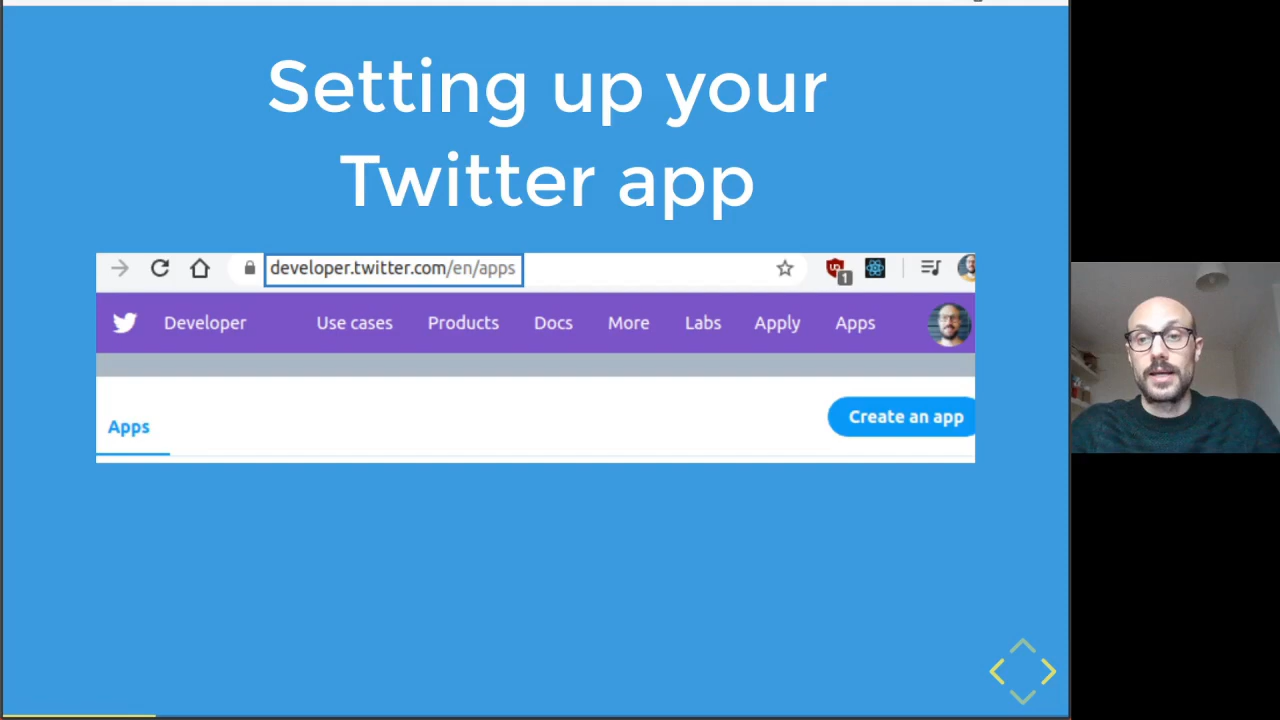 Setting up your
Twitter app
developer.twitter.com/en/apps
1
Developer Use cases Products Docs More Labs Apply Apps
Apps
Create an app